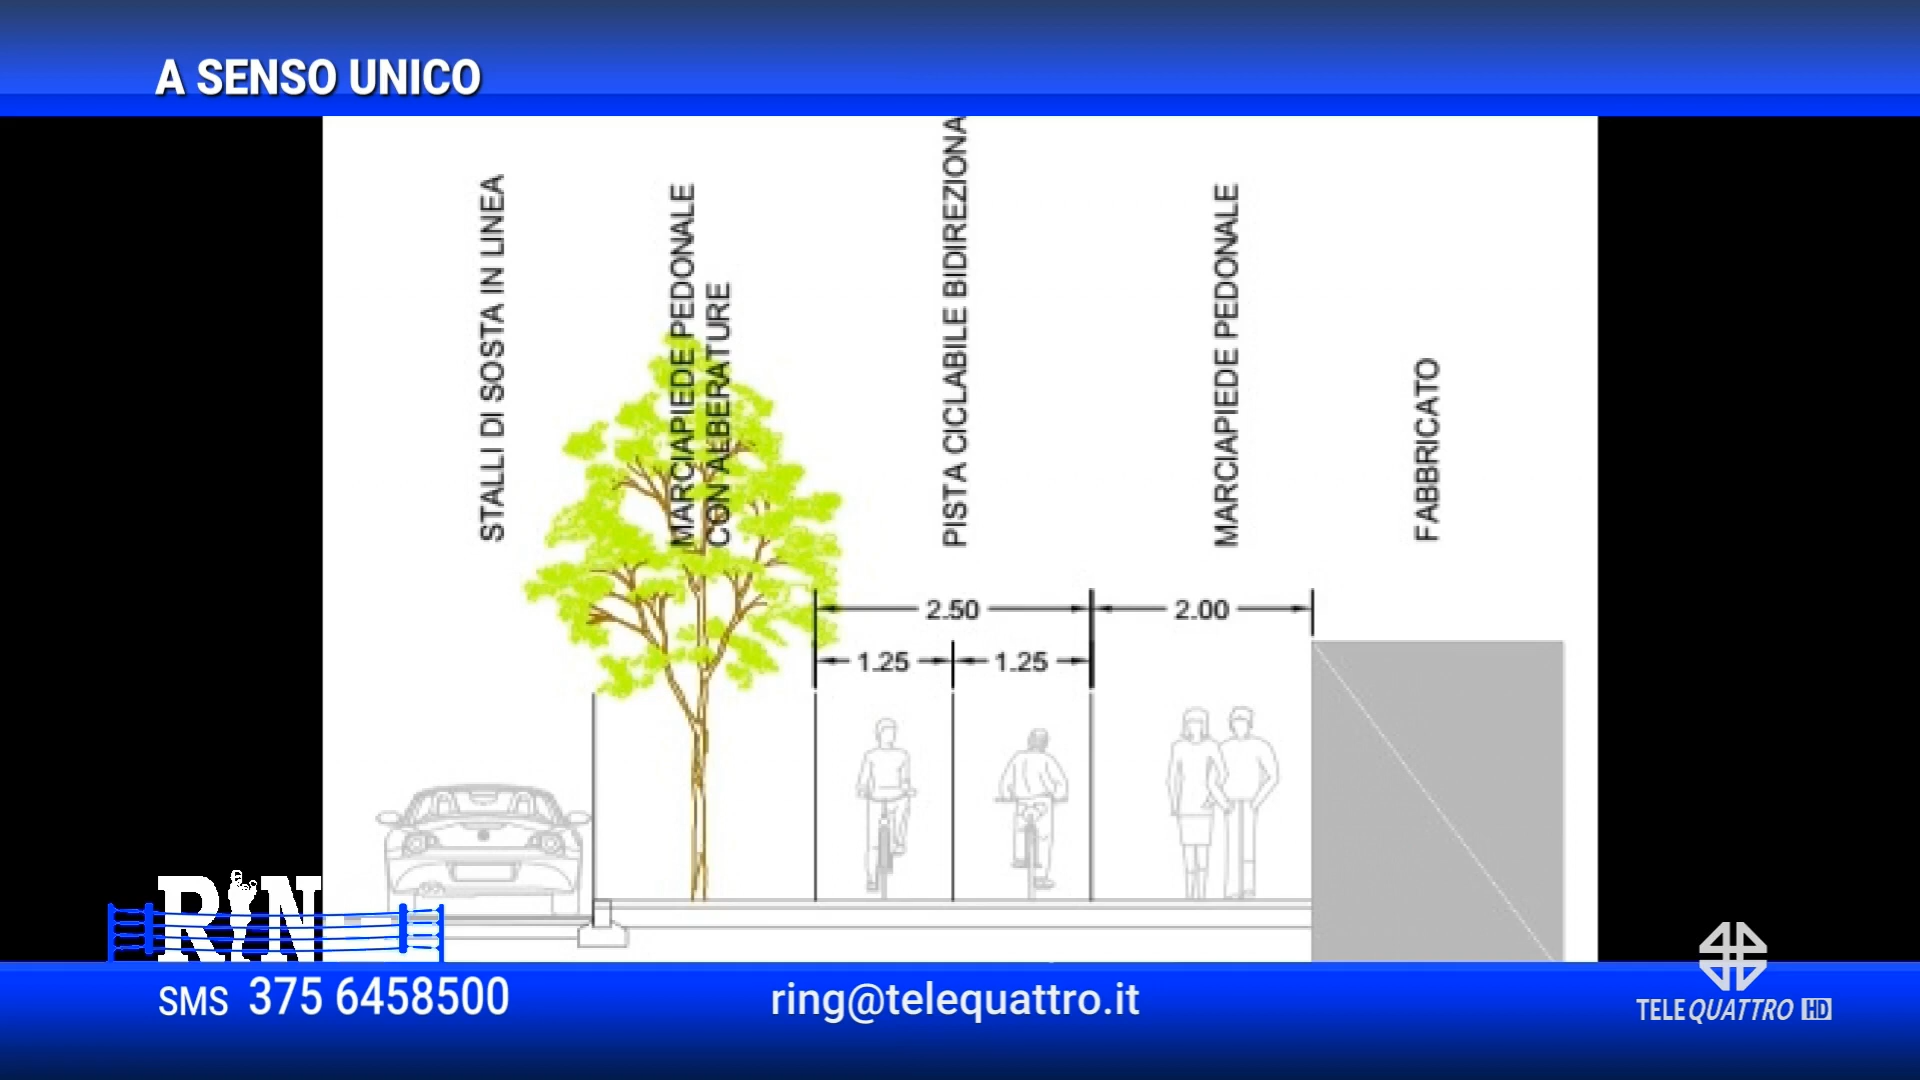 A SENSO UNICO
STALLI DI SOSTA IN LINEA
MARCIAPIEDE PEDONALE
CON ALBERATURE
PISTA CICLABILE BIDIREZIONA
MARCIAPIEDE PEDONALE
FABBRICATO
2.50
2.00
1.25
1.25
RIN
SMS 375 6458500
ring@telequattro.it
TELEQUATTRO HD